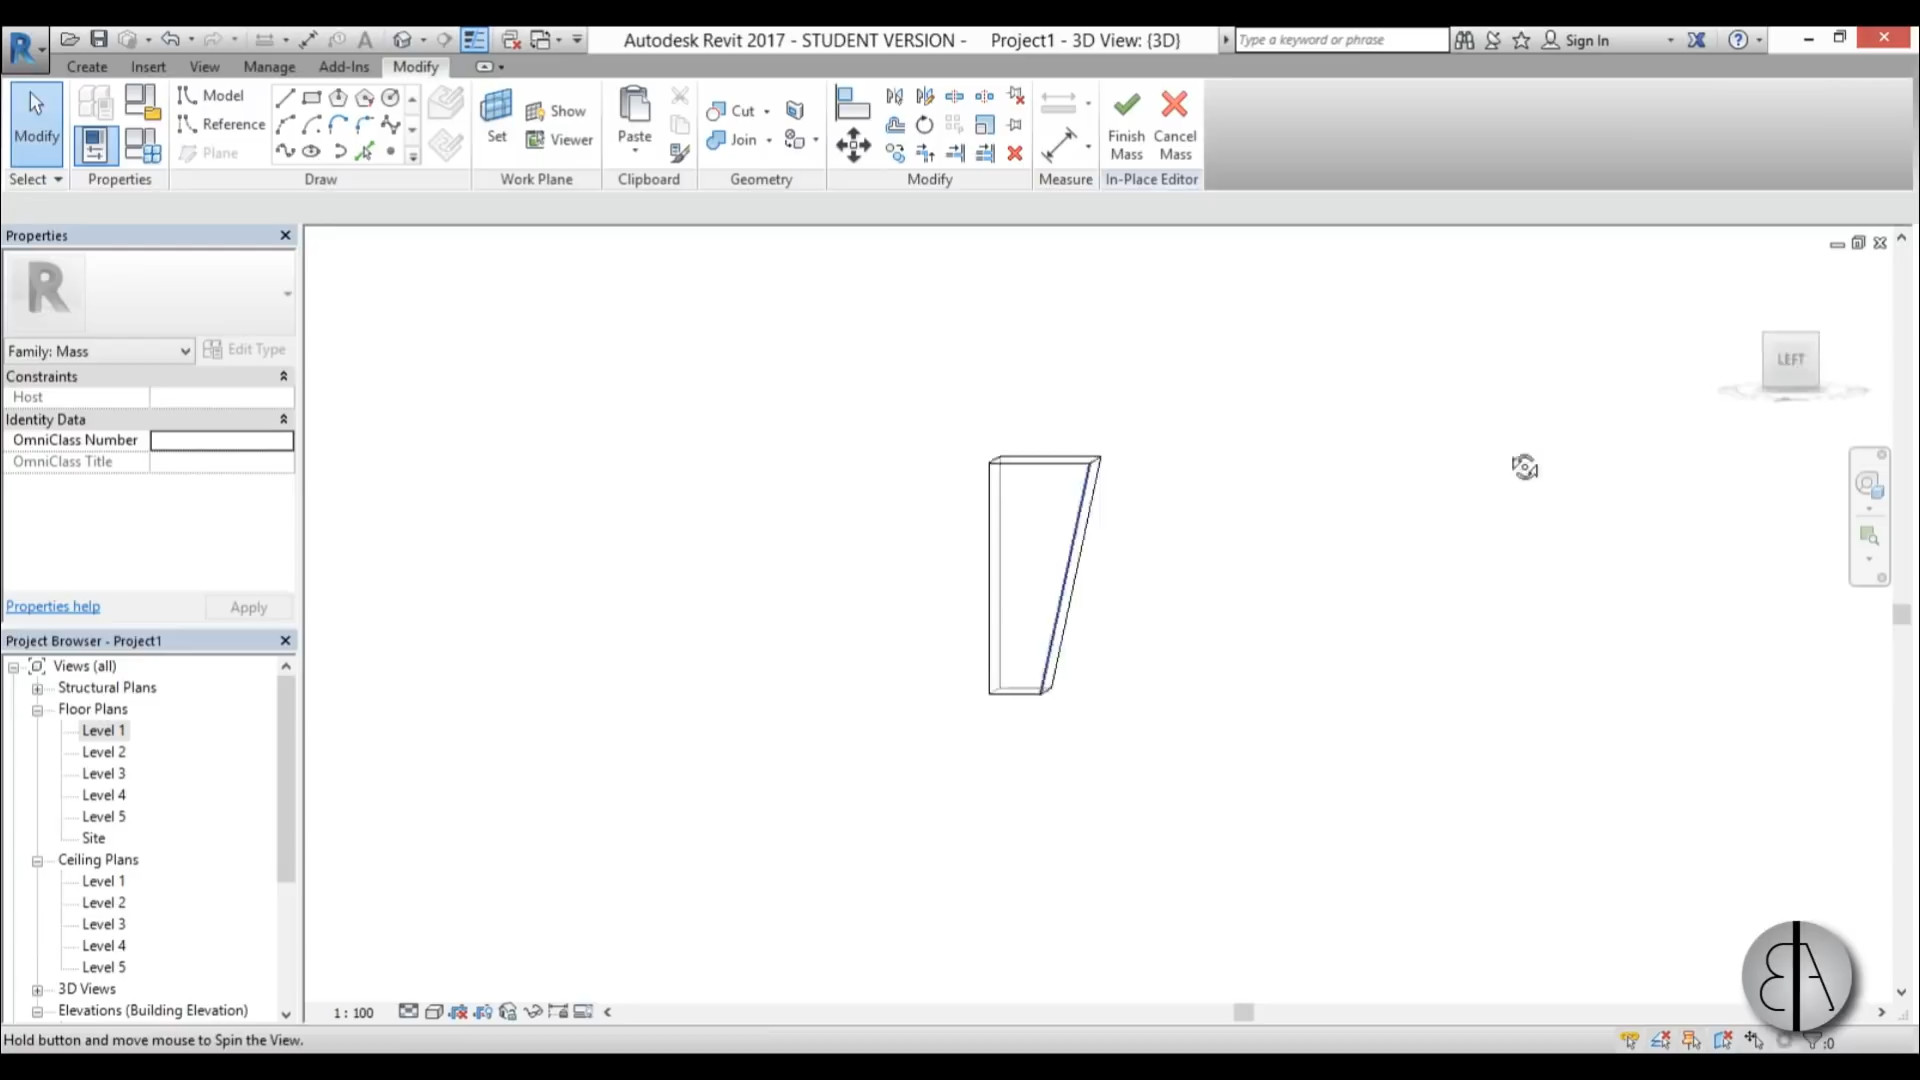 Autodesk Revit 2017 - STUDENT VERSION - Project1 - 3D View: {3D}
Type a keyword or phrase
Sign In
Create Insert View Manage Add-Ins Modify
Modify
Model
Reference
Plane
Set
Show
Viewer
Paste
Cut
Join
Finish Mass
Cancel Mass
Select Properties Draw Work Plane Clipboard Geometry Modify Measure In-Place Editor
Properties
R
Family: Mass
Edit Type
Constraints
Host
Identity Data
OmniClass Number
OmniClass Title
Properties help
Apply
LEFT
Project Browser - Project1
Views (all)
Structural Plans
Floor Plans
Level 1
Level 2
Level 3
Level 4
Level 5
Site
Ceiling Plans
Level 1
Level 2
Level 3
Level 4
Level 5
3D Views
Elevations (Building Elevation)
1 : 100
BA
Hold button and move mouse to Spin the View.
:0